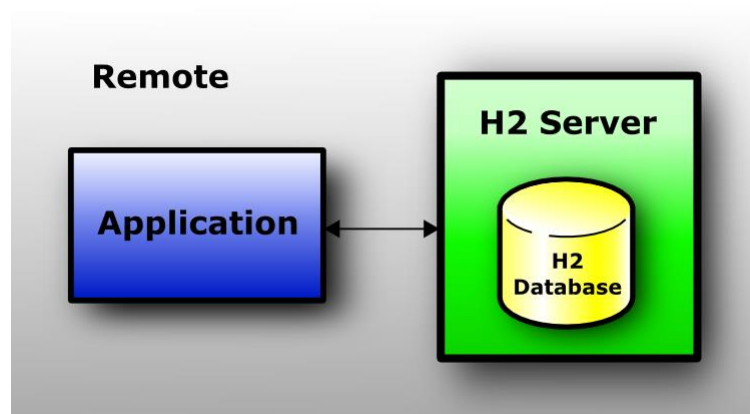 Remote
H2 Server
Application
H2
Database